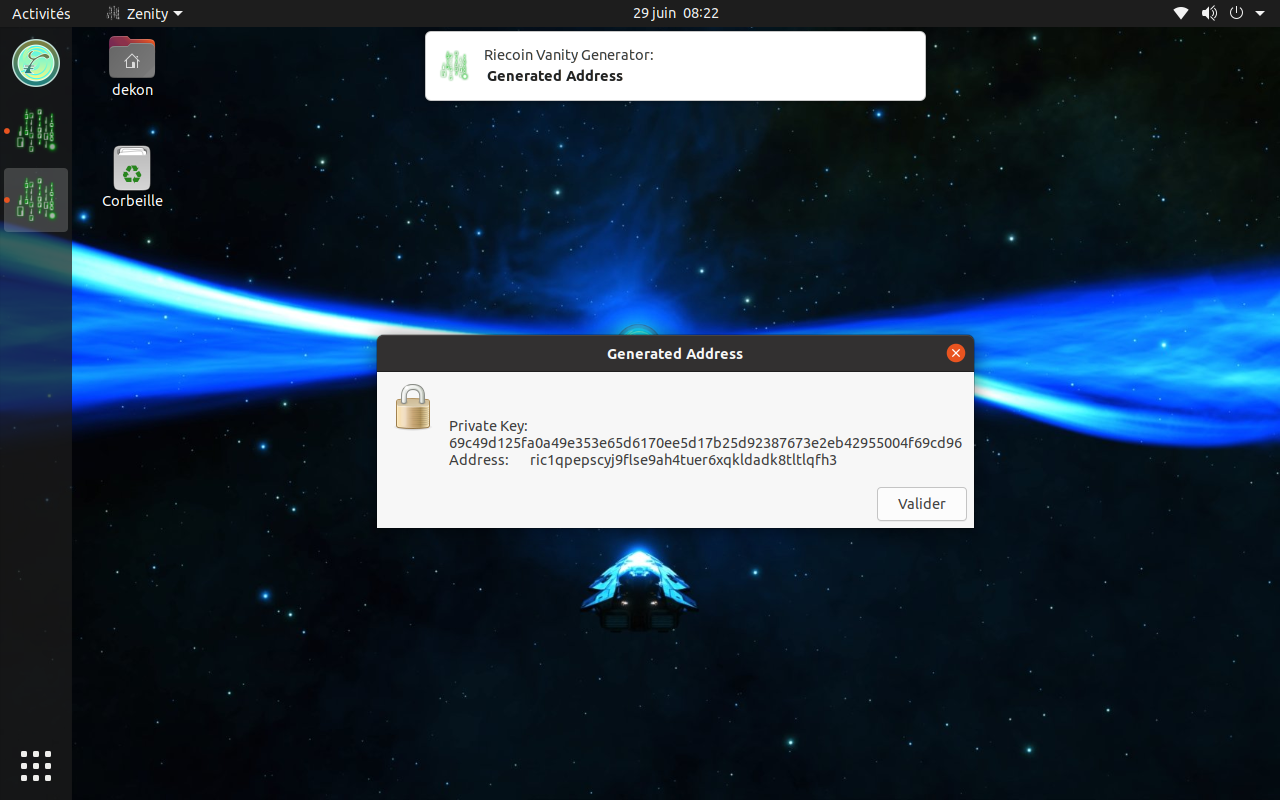 Activités
Zenity
29 juin 08:22
Riecoin Vanity Generator:
Generated Address
dekon
Corbeille
Generated Address
Private Key:
69c49d125fa0a49e353e65d6170ee5d17b25d92387673e2eb42955004f69cd96
Address: ric1qpepscyj9flse9ah4tuer6xqkldadk8tltlqfh3
Valider